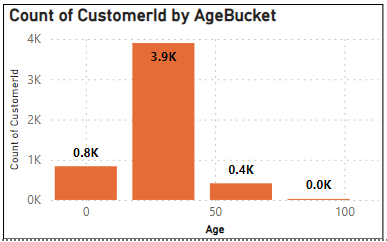 Count of CustomerId by AgeBucket
4K
3.9K
3K
2K
Count of CustomerId
1K
0.8K
0.4K
0.0K
0K
0 50 100
Age